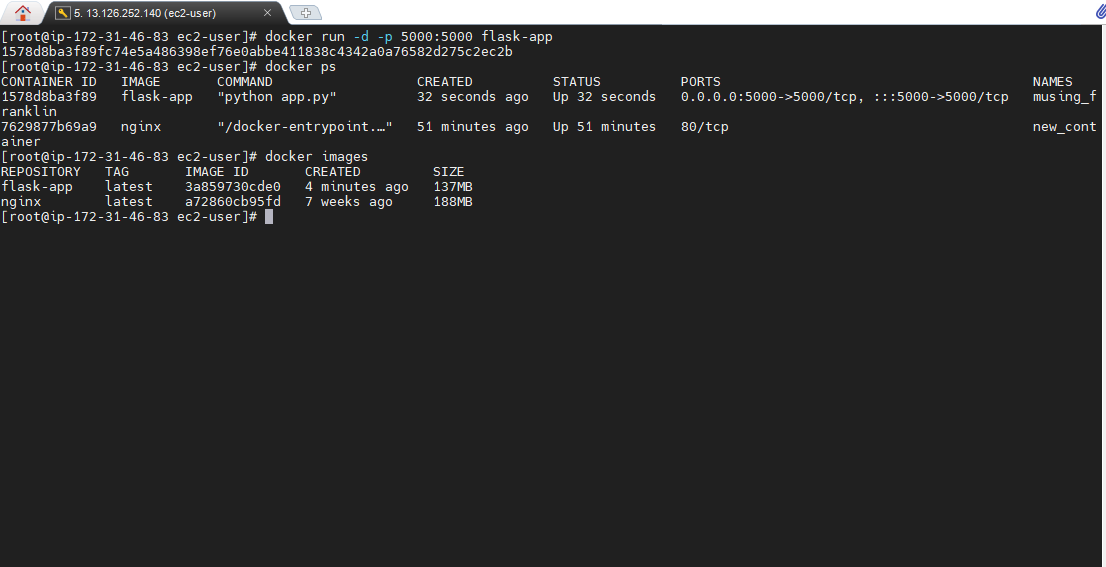 5. 13.126.252.140 (ec2-user)
[root@ip-172-31-46-83 ec2-user]# docker run -d -p 5000:5000 flask-app
1578d8ba3f89fc74e5a486398ef76e0abbe411838c4342a0a76582d275c2ec2b
[root@ip-172-31-46-83 ec2-user]# docker ps
CONTAINER ID   IMAGE       COMMAND                  CREATED          STATUS          PORTS                                       NAMES
1578d8ba3f89   flask-app   "python app.py"          32 seconds ago   Up 32 seconds   0.0.0.0:5000->5000/tcp, :::5000->5000/tcp   musing_f
ranklin
7629877b69a9   nginx       "/docker-entrypoint.…"   51 minutes ago   Up 51 minutes   80/tcp                                      new_cont
ainer
[root@ip-172-31-46-83 ec2-user]# docker images
REPOSITORY   TAG       IMAGE ID       CREATED         SIZE
flask-app    latest    3a859730cde0   4 minutes ago   137MB
nginx        latest    a72860cb95fd   7 weeks ago     188MB
[root@ip-172-31-46-83 ec2-user]#